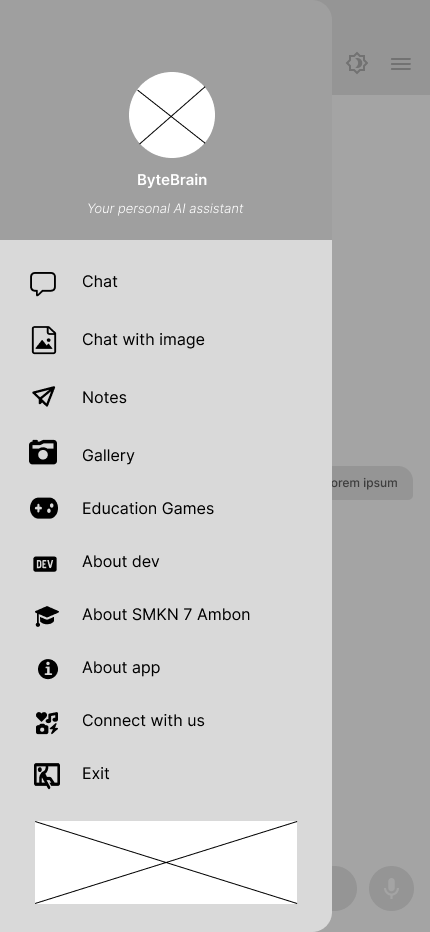 ByteBrain
Your personal AI assistant
Chat
Chat with image
Notes
Gallery
orem ipsum
Education Games
DEV
About dev
About SMKN 7 Ambon
About app
Connect with us
Exit